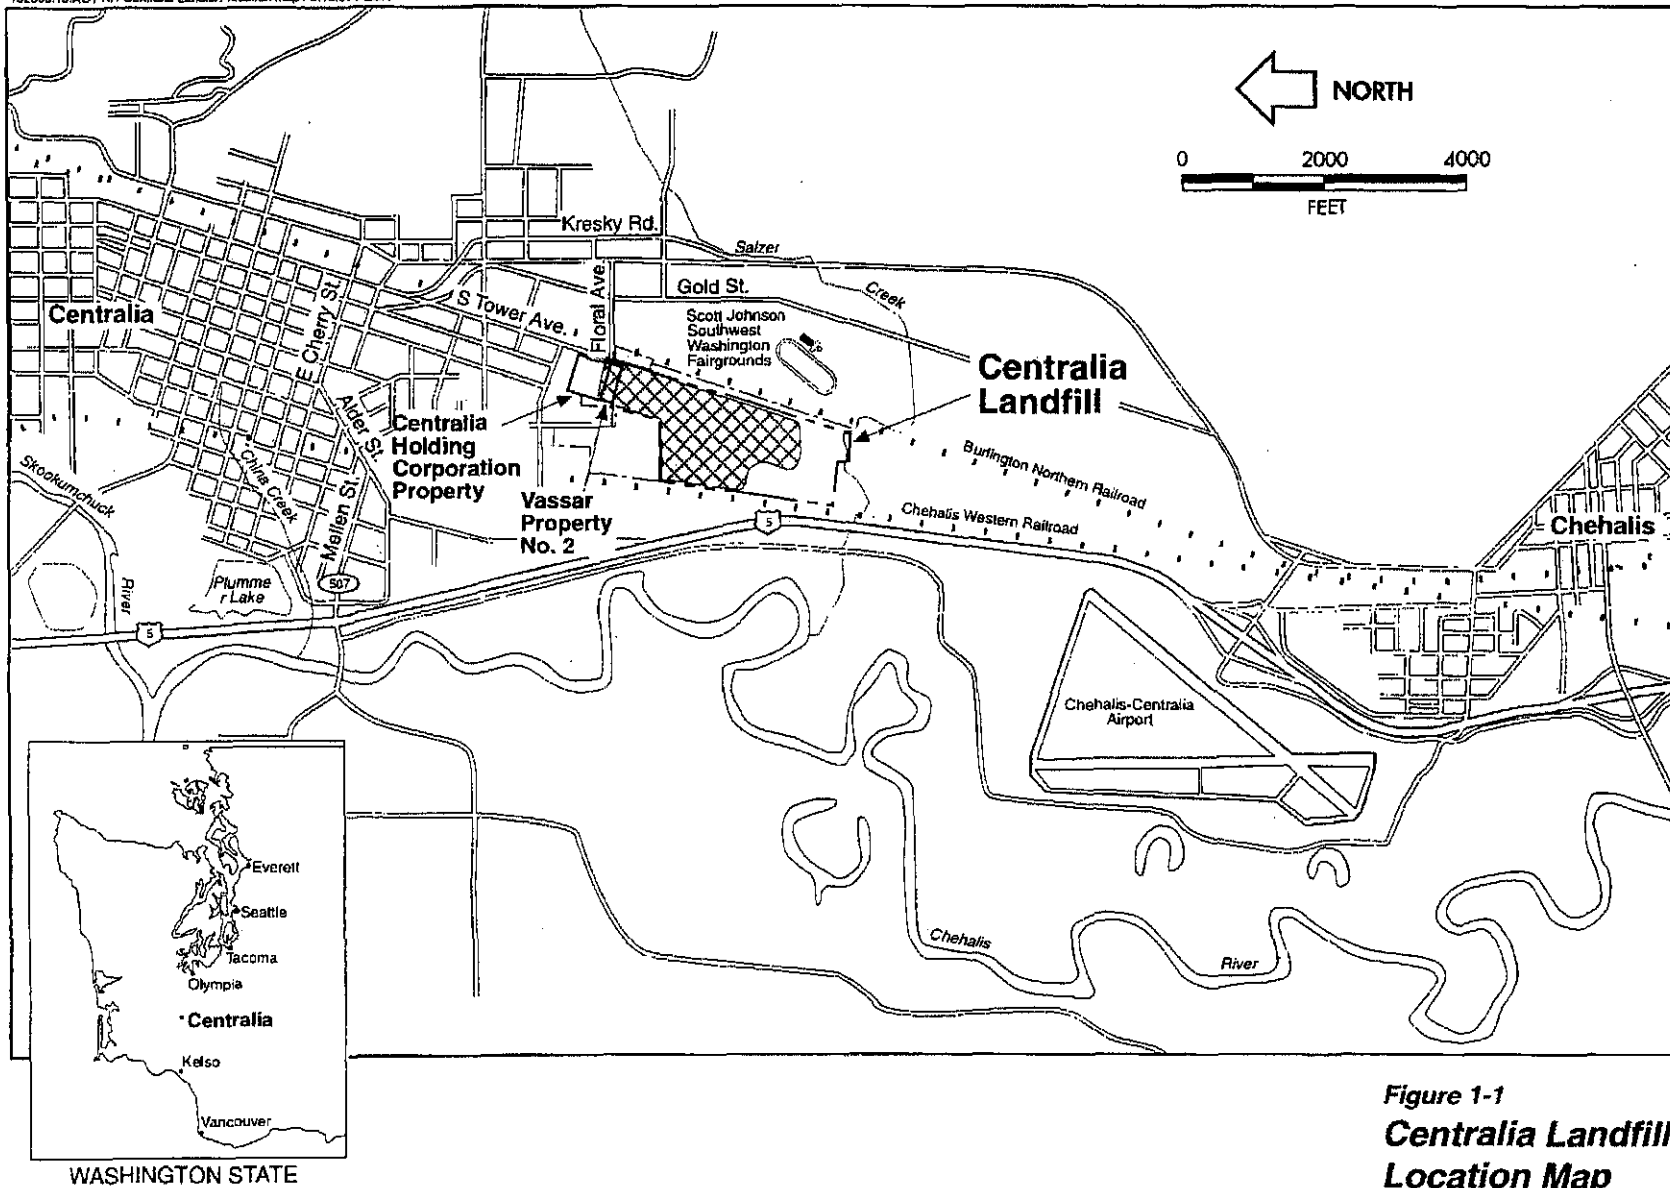 NORTH
0 2000 4000
FEET
Kresky Rd.
Salzer
Creek
Gold St.
Floral Ave.
S Tower Ave.
Scott Johnson
Southwest
Washington
Fairgrounds
Centralia
E Cherry St.
Alder St.
Mellen St.
China Creek
Centralia
Landfill
Centralia
Holding
Corporation
Property
Vassar
Property
No. 2
Burlington Northern Railroad
Chehalis Western Railroad
5
Chehalis
Skookumchuck
River
Plumme
r Lake
507
5
Chehalis-Centralia
Airport
Chehalis
River
Everett
Seattle
Tacoma
Olympia
Centralia
Kelso
Vancouver
WASHINGTON STATE
Figure 1-1
Centralia Landfill
Location Map